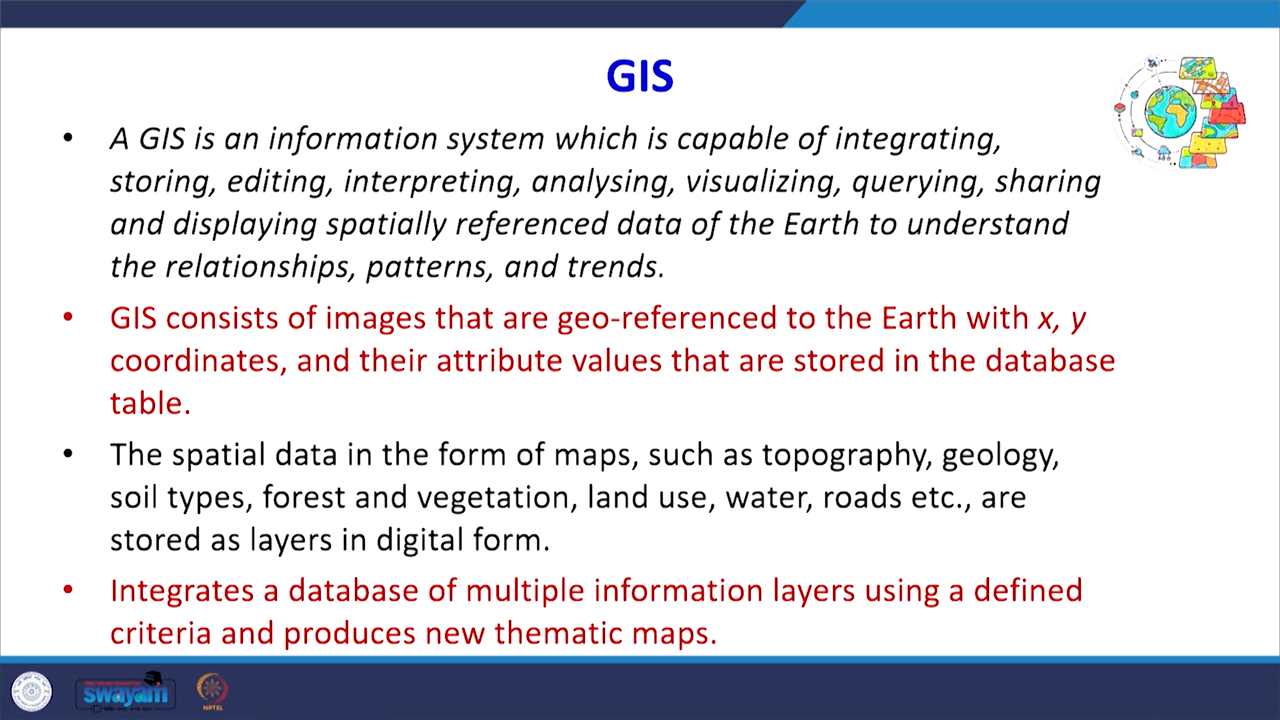 GIS
• A GIS is an information system which is capable of integrating,
storing, editing, interpreting, analysing, visualizing, querying, sharing
and displaying spatially referenced data of the Earth to understand
the relationships, patterns, and trends.
• GIS consists of images that are geo-referenced to the Earth with x, y
coordinates, and their attribute values that are stored in the database
table.
• The spatial data in the form of maps, such as topography, geology,
soil types, forest and vegetation, land use, water, roads etc., are
stored as layers in digital form.
• Integrates a database of multiple information layers using a defined
criteria and produces new thematic maps.
swayam
NPTEL